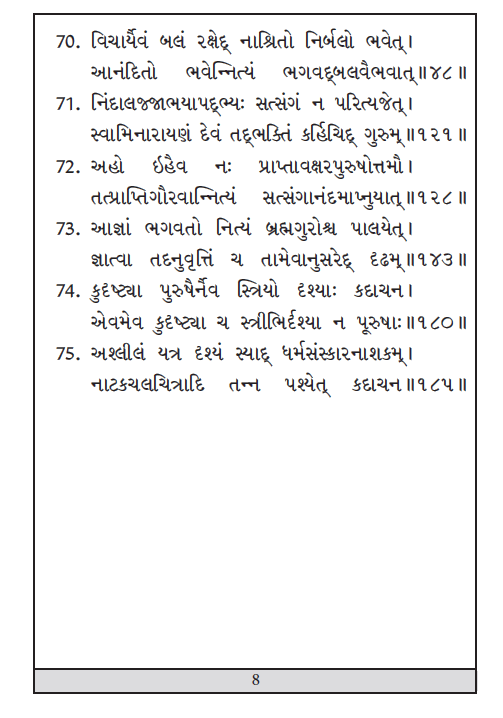 70. વિચાર્યૈવં બલં રક્ષેદ્ નાશ્રિતો નિર્બલો ભવેત્।
આનંદિતો ભવેન્નિત્યં ભગવદ્બલવૈભવાત્॥૪૮॥
71. નિંદાલજ્જાભયાપદ્ભ્યઃ સત્સંગં ન પરિત્યજેત્।
સ્વામિનારાયણં દેવં તદ્ભક્તિં કર્હિચિદ્ ગુરુમ્॥૧૨૧॥
72. અહો ઇહૈવ નઃ પ્રાપ્તાવક્ષરપુરુષોત્તમૌ।
તત્પ્રાપ્તિગૌરવાન્નિત્યં સત્સંગાનંદમાપ્નુયાત્॥૧૨૮॥
73. આજ્ઞાં ભગવતો નિત્યં બ્રહ્મગુરોશ્ચ પાલયેત્।
જ્ઞાત્વા તદનુવૃત્તિં ચ તામેવાનુસરેદ્ દૃઢમ્॥૧૪૩॥
74. કુદૃષ્ટ્યા પુરુષૈર્નૈવ સ્ત્રિયો દૃશ્યાઃ કદાચન।
એવમેવ કુદૃષ્ટ્યા ચ સ્ત્રીભિર્દૃશ્યા ન પૂરુષાઃ॥૧૮૦॥
75. અશ્લીલં યત્ર દૃશ્યં સ્યાદ્ ધર્મસંસ્કારનાશકમ્।
નાટકચલચિત્રાદિ તન્ન પશ્યેત્ કદાચન॥૧૮૫॥
8